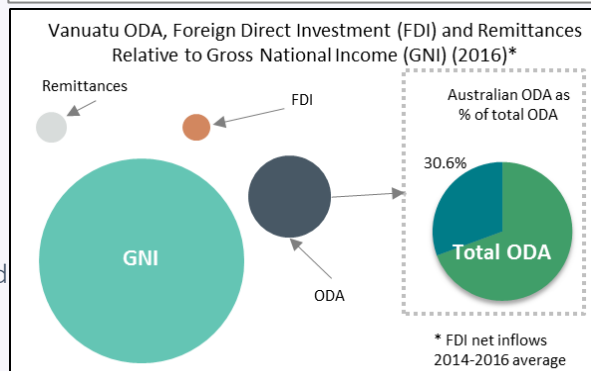 Vanuatu ODA, Foreign Direct Investment (FDI) and Remittances
Relative to Gross National Income (GNI) (2016)*
Remittances
FDI
Australian ODA as
% of total ODA
30.6%
GNI
Total ODA
d
ODA
* FDI net inflows
2014-2016 average